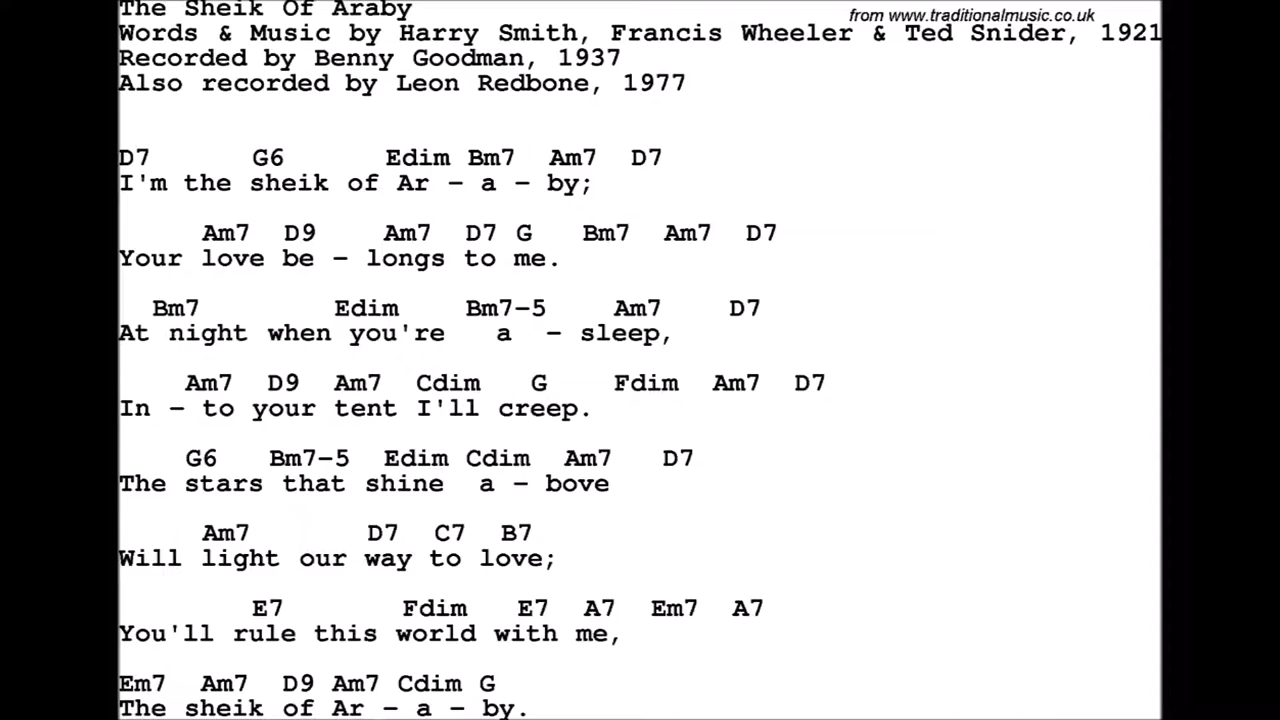 The Sheik Of Araby
from www.traditionalmusic.co.uk
Words & Music by Harry Smith, Francis Wheeler & Ted Snider, 1921
Recorded by Benny Goodman, 1937
Also recorded by Leon Redbone, 1977
D7 G6 Edim Bm7 Am7 D7
I'm the sheik of Ar - a - by;
Am7 D9 Am7 D7 G Bm7 Am7 D7
Your love be - longs to me.
Bm7 Edim Bm7-5 Am7 D7
At night when you're a - sleep,
Am7 D9 Am7 Cdim G Fdim Am7 D7
In - to your tent I'll creep.
G6 Bm7-5 Edim Cdim Am7 D7
The stars that shine a - bove
Am7 D7 C7 B7
Will light our way to love;
E7 Fdim E7 A7 Em7 A7
You'll rule this world with me,
Em7 Am7 D9 Am7 Cdim G
The sheik of Ar - a - by.